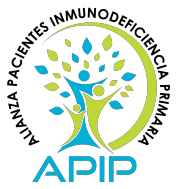 ALIANZA PACIENTES INMUNODEFICIENCIA PRIMARIA
APIP